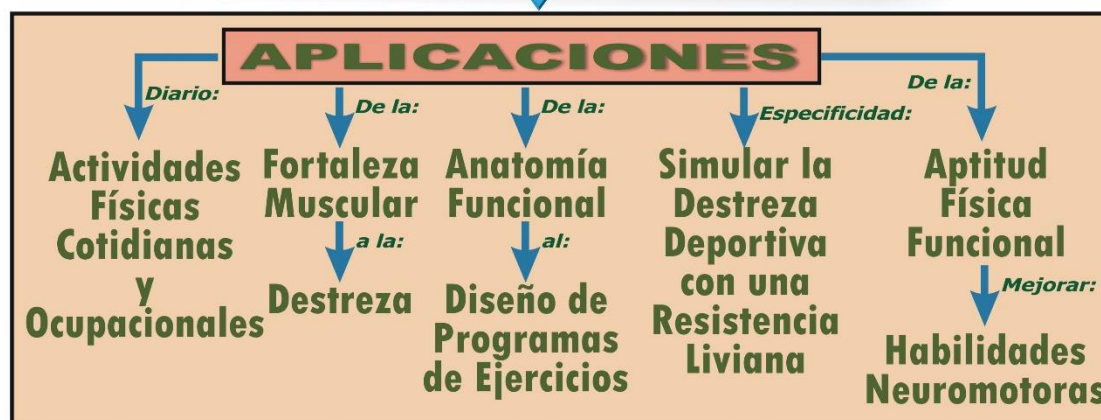 APLICACIONES
Diario:
Actividades
Físicas
Cotidianas
y
Ocupacionales
De la:
Fortaleza
Muscular
a la:
Destreza
De la:
Anatomía
Funcional
al:
Diseño de
Programas
de Ejercicios
Especificidad:
Simular la
Destreza
Deportiva
con una
Resistencia
Liviana
De la:
Aptitud
Física
Funcional
Mejorar:
Habilidades
Neuromotoras